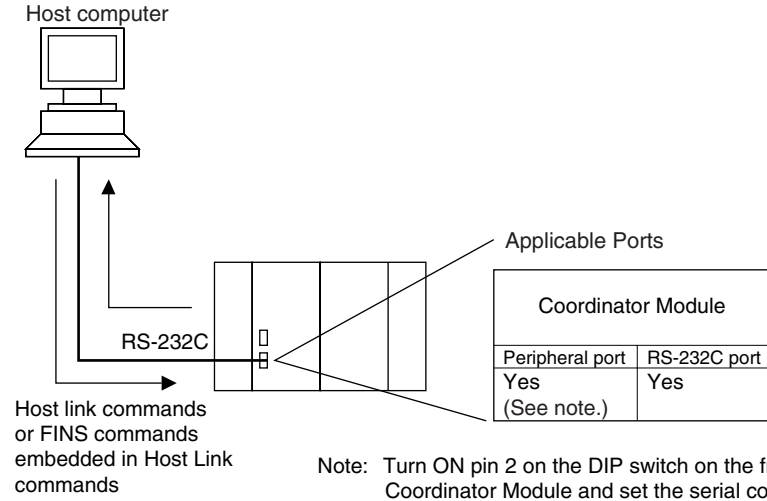 Host computer
Applicable Ports
Coordinator Module
RS-232C
Peripheral port RS-232C port
Yes Yes
(See note.)
Host link commands
or FINS commands
embedded in Host Link
commands
Note: Turn ON pin 2 on the DIP switch on the
Coordinator Module and set the serial